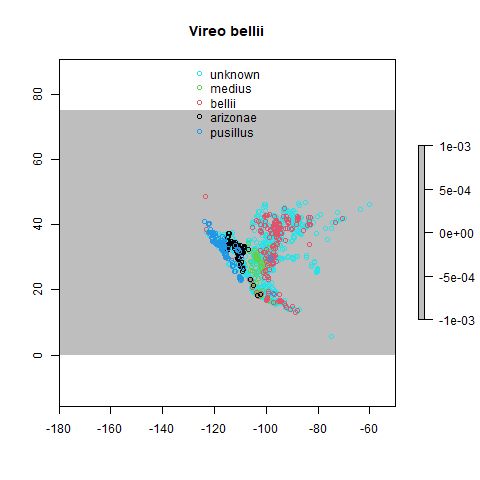 Vireo bellii
unknown
medius
bellii
arizonae
pusillus
80
60
40
20
0
1e-03
5e-04
0e+00
-5e-04
-1e-03
-180
-160
-140
-120
-100
-80
-60